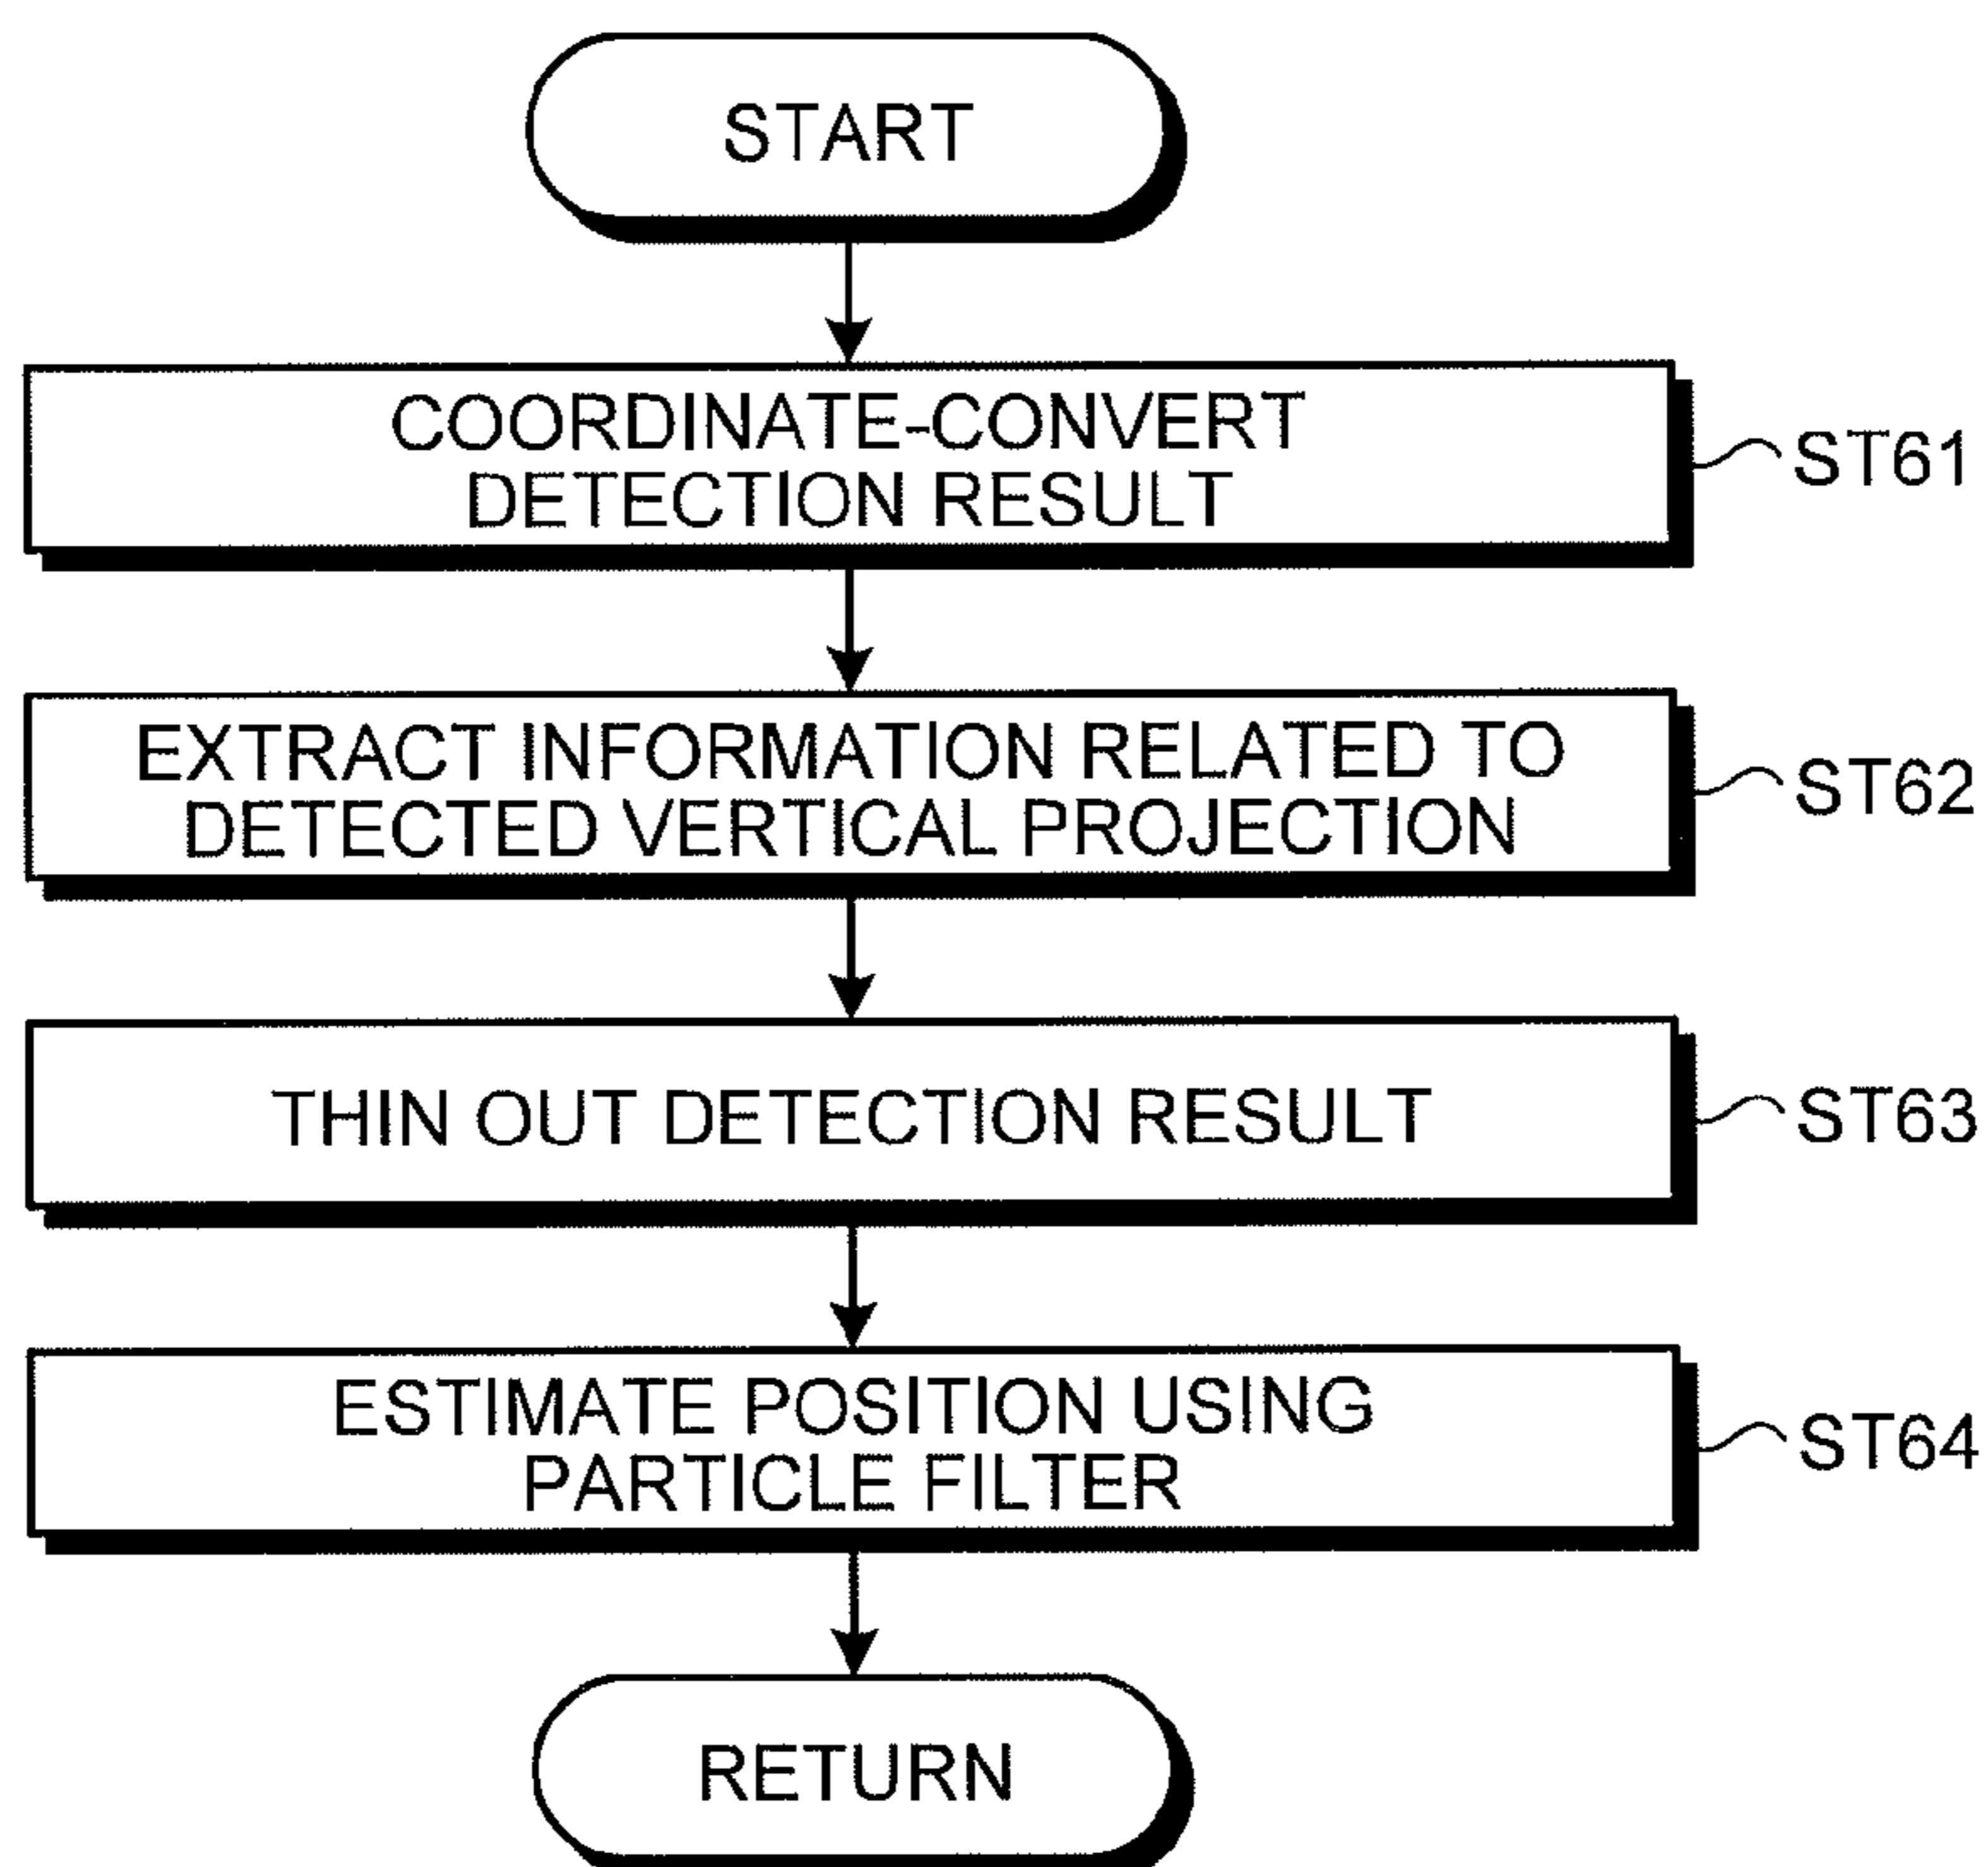 START
COORDINATE-CONVERT
DETECTION RESULT
ST61
EXTRACT INFORMATION RELATED TO
DETECTED VERTICAL PROJECTION
ST62
THIN OUT DETECTION RESULT
ST63
ESTIMATE POSITION USING
PARTICLE FILTER
ST64
RETURN